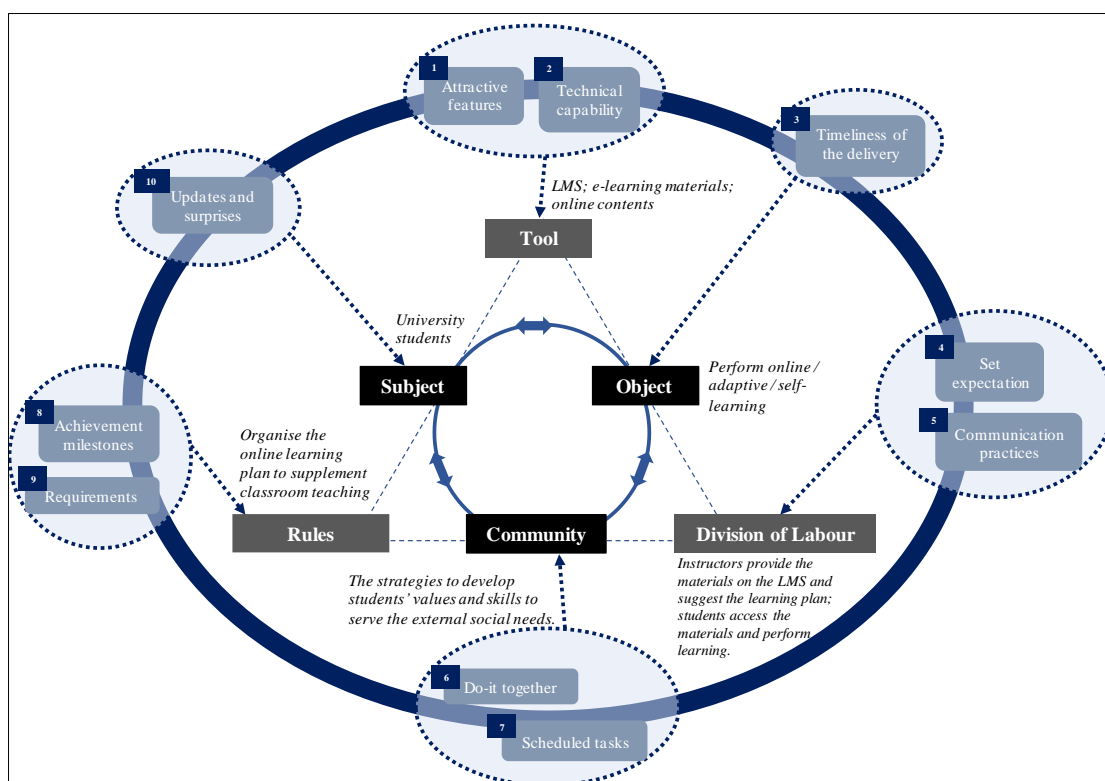 1
Attractive
features
2
Technical
capability
3
Timeliness of
the delivery
10
Updates and
surprises
LMS; e-learning materials;
online contents
Tool
University
students
Subject
Object
Perform online /
adaptive / self-
learning
4
Set
expectation
5
Communication
practices
8
Achievement
milestones
9
Requirements
Organise the
online learning
plan to supplement
classroom teaching
Rules
Community
Division of Labour
The strategies to develop
students' values and skills to
serve the external social needs.
Instructors provide the
materials on the LMS and
suggest the learning plan;
students access the
materials and perform
learning.
6
Do-it together
7
Scheduled tasks